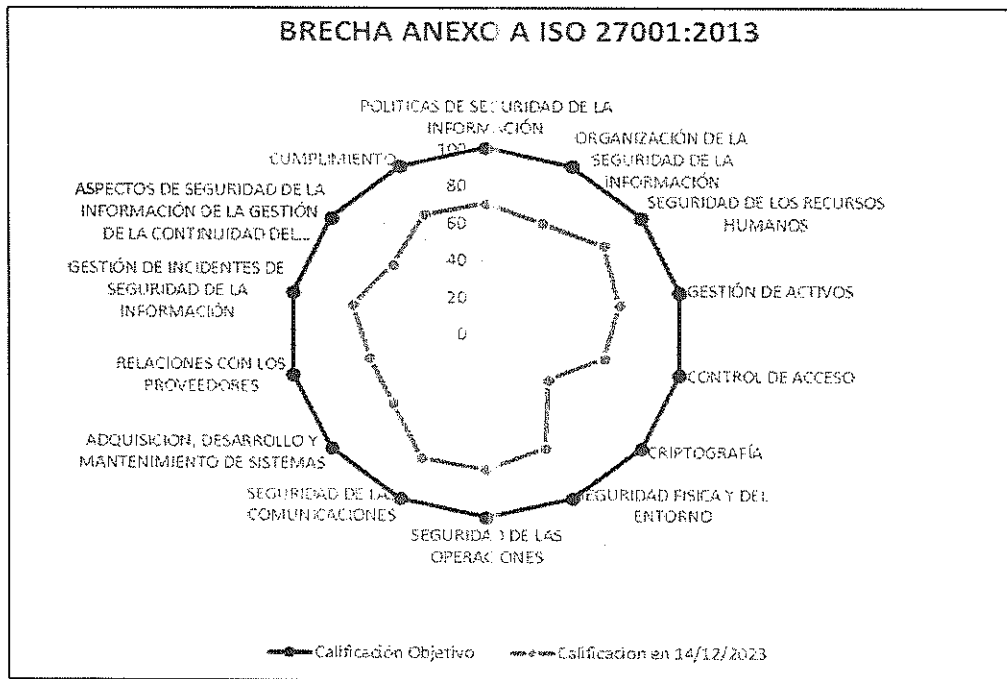 BRECHA ANEXO A ISO 27001:2013
POLITICAS DE SEGURIDAD DE LA
INFORMACIÓN
ORGANIZACIÓN DE LA
SEGURIDAD DE LA
INFORMACIÓN
SEGURIDAD DE LOS RECURSOS
HUMANOS
GESTIÓN DE ACTIVOS
CONTROL DE ACCESO
CRIPTOGRAFÍA
SEGURIDAD FISICA Y DEL
ENTORNO
SEGURIDAD DE LAS
OPERACIONES
SEGURIDAD DE LAS
COMUNICACIONES
ADQUISICION, DESARROLLO Y
MANTENIMIENTO DE SISTEMAS
RELACIONES CON LOS
PROVEEDORES
GESTIÓN DE INCIDENTES DE
SEGURIDAD DE LA
INFORMACIÓN
ASPECTOS DE SEGURIDAD DE LA
INFORMACIÓN DE LA GESTIÓN
DE LA CONTINUIDAD DEL...
CUMPLIMIENTO
100
80
60
40
20
0
Calificación Objetivo
Calificacion en 14/12/2023